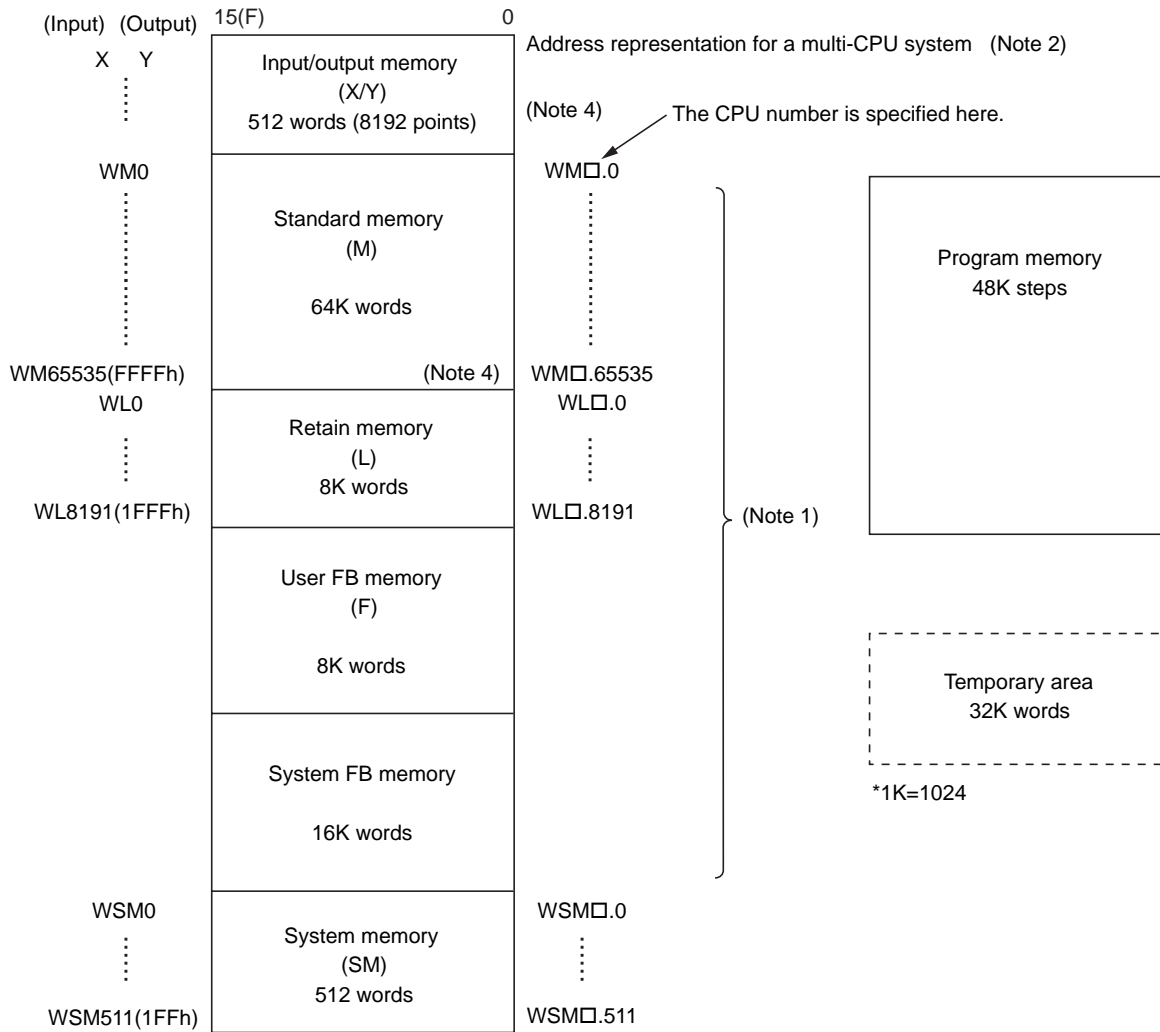 (Input) (Output)
15(F) 0
X Y
Address representation for a multi-CPU system (Note 2)
Input/output memory
(X/Y)
512 words (8192 points)
(Note 4)
The CPU number is specified here.
WM0
WM□.0
Standard memory
(M)
64K words
Program memory
48K steps
WM65535(FFFFh)
(Note 4)
WM□.65535
WL0
WL□.0
Retain memory
(L)
8K words
WL8191(1FFFh)
WL□.8191
(Note 1)
User FB memory
(F)
8K words
Temporary area
32K words
System FB memory
16K words
*1K=1024
WSM0
WSM□.0
System memory
(SM)
512 words
WSM511(1FFh)
WSM□.511